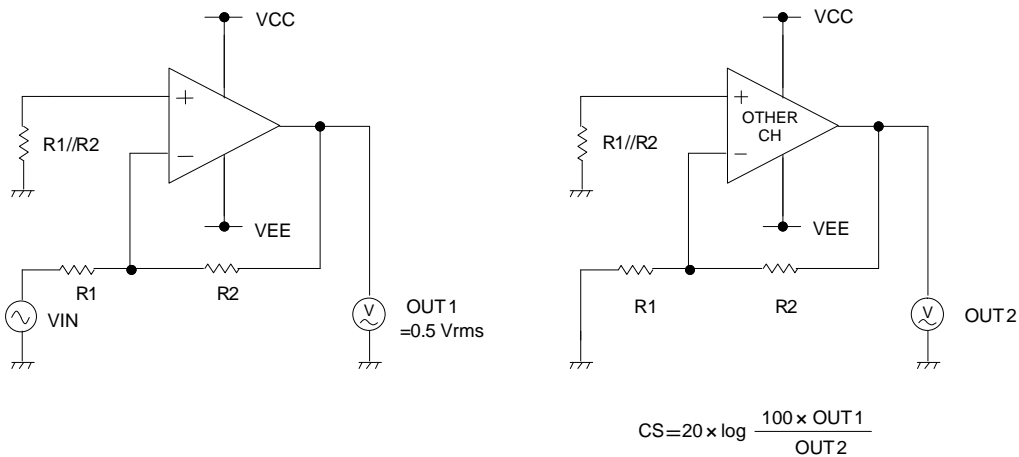 VCC
R1//R2
VEE
R1
R2
VIN
OUT1
=0.5 Vrms
VCC
OTHER
CH
R1//R2
VEE
R1
R2
V
V
OUT2
CS=20×log 100×OUT1
OUT2